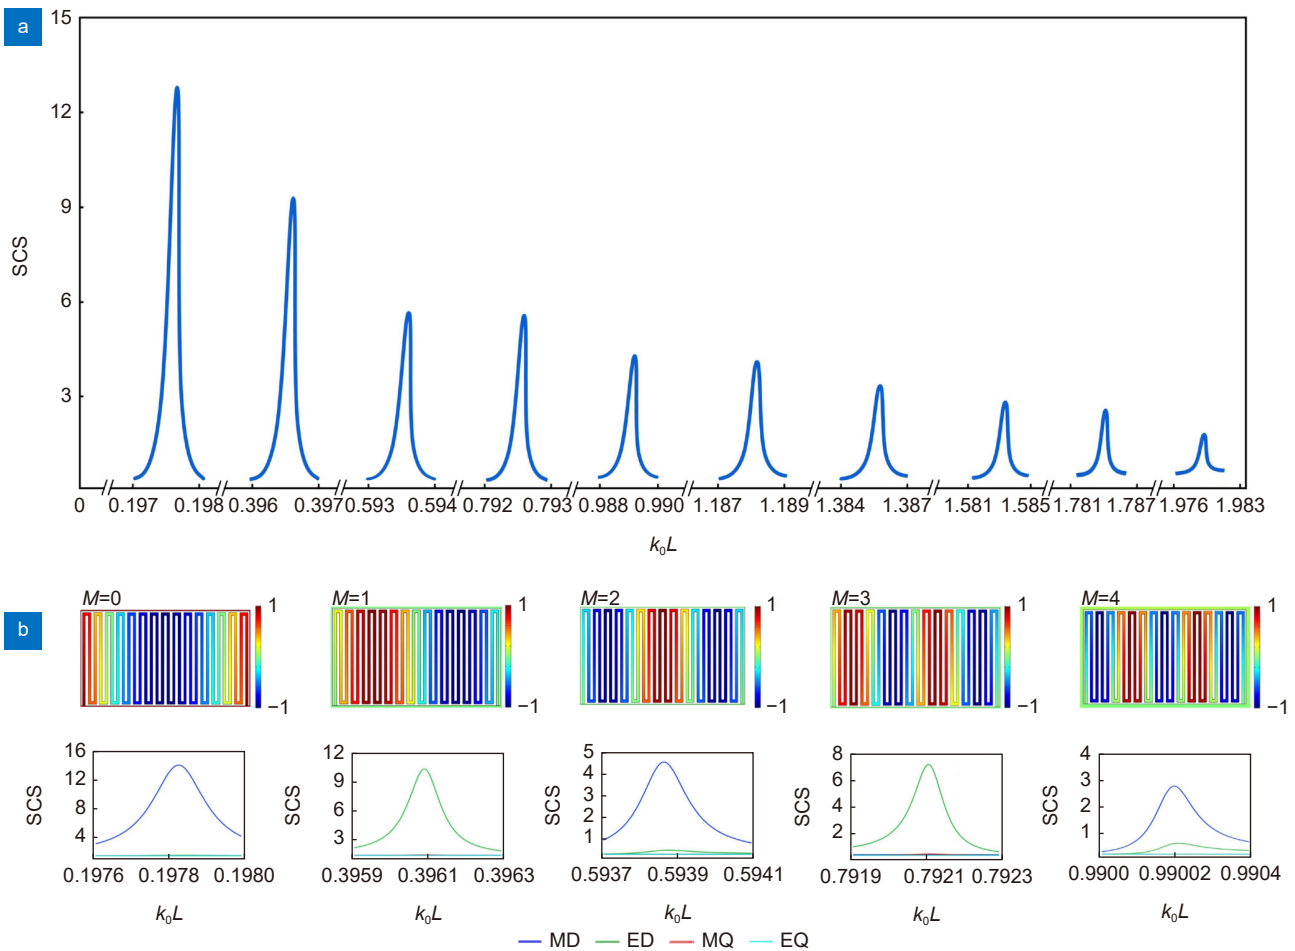 a
15
12
9
6
3
SCS
0 0.197 0.198 0.396 0.397 0.593 0.594 0.792 0.793 0.988 0.990 1.187 1.189 1.384 1.387 1.581 1.585 1.781 1.787 1.976 1.983
k0L
b
M=0 1 M=1 1 M=2 1 M=3 1 M=4 1
−1 −1 −1 −1 −1
16
12
8
4
SCS
0.1976 0.1978 0.1980
k0L
12
9
6
3
SCS
0.3959 0.3961 0.3963
k0L
5
4
3
2
1
SCS
0.5937 0.5939 0.5941
k0L
8
6
4
2
SCS
0.7919 0.7921 0.7923
k0L
4
3
2
1
SCS
0.99000 0.990002 0.9904
k0L
MD ED MQ EQ